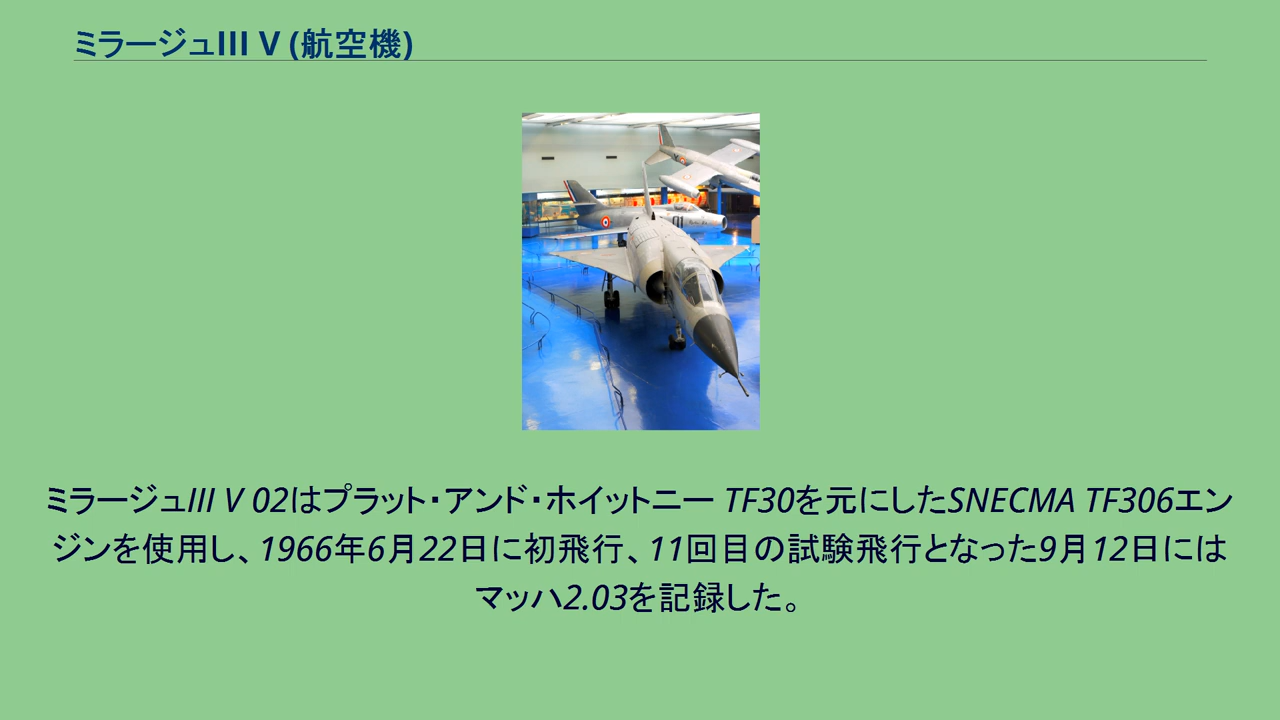 ミラージュIII V (航空機)
01
ミラージュIII V 02はプラット・アンド・ホイットニー TF30を元にしたSNECMA TF306エン
ジンを使用し、1966年6月22日に初飛行、11回目の試験飛行となった9月12日には
マッハ2.03を記録した。